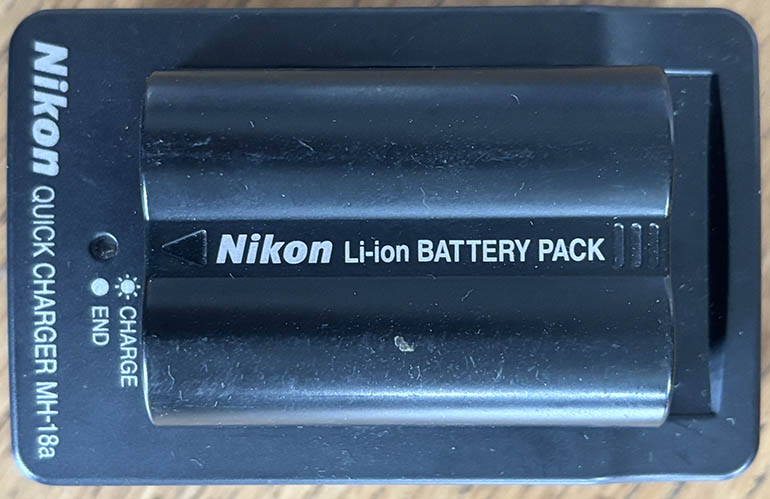 Nikon QUICK CHARGER MH-18a
CHARGE
END
Nikon Li-ion BATTERY PACK